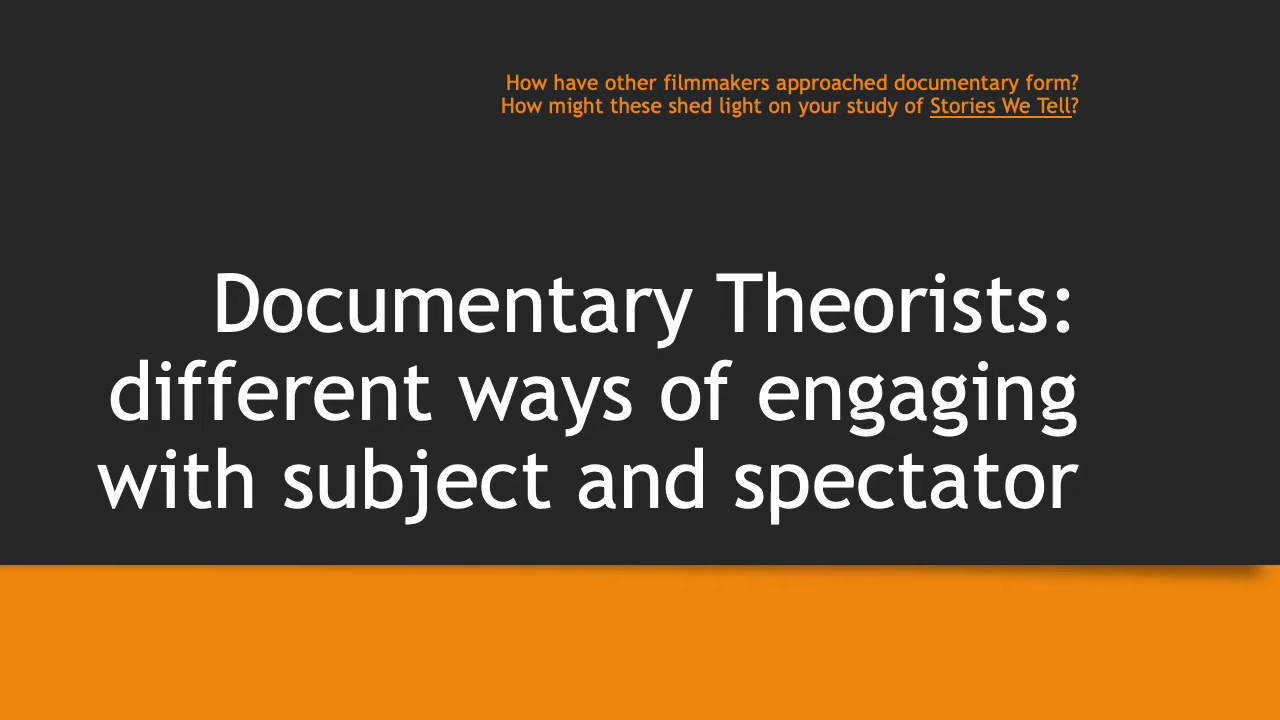 How have other filmmakers approached documentary form?
How might these shed light on your study of Stories We Tell?
Documentary Theorists:
different ways of engaging
with subject and spectator